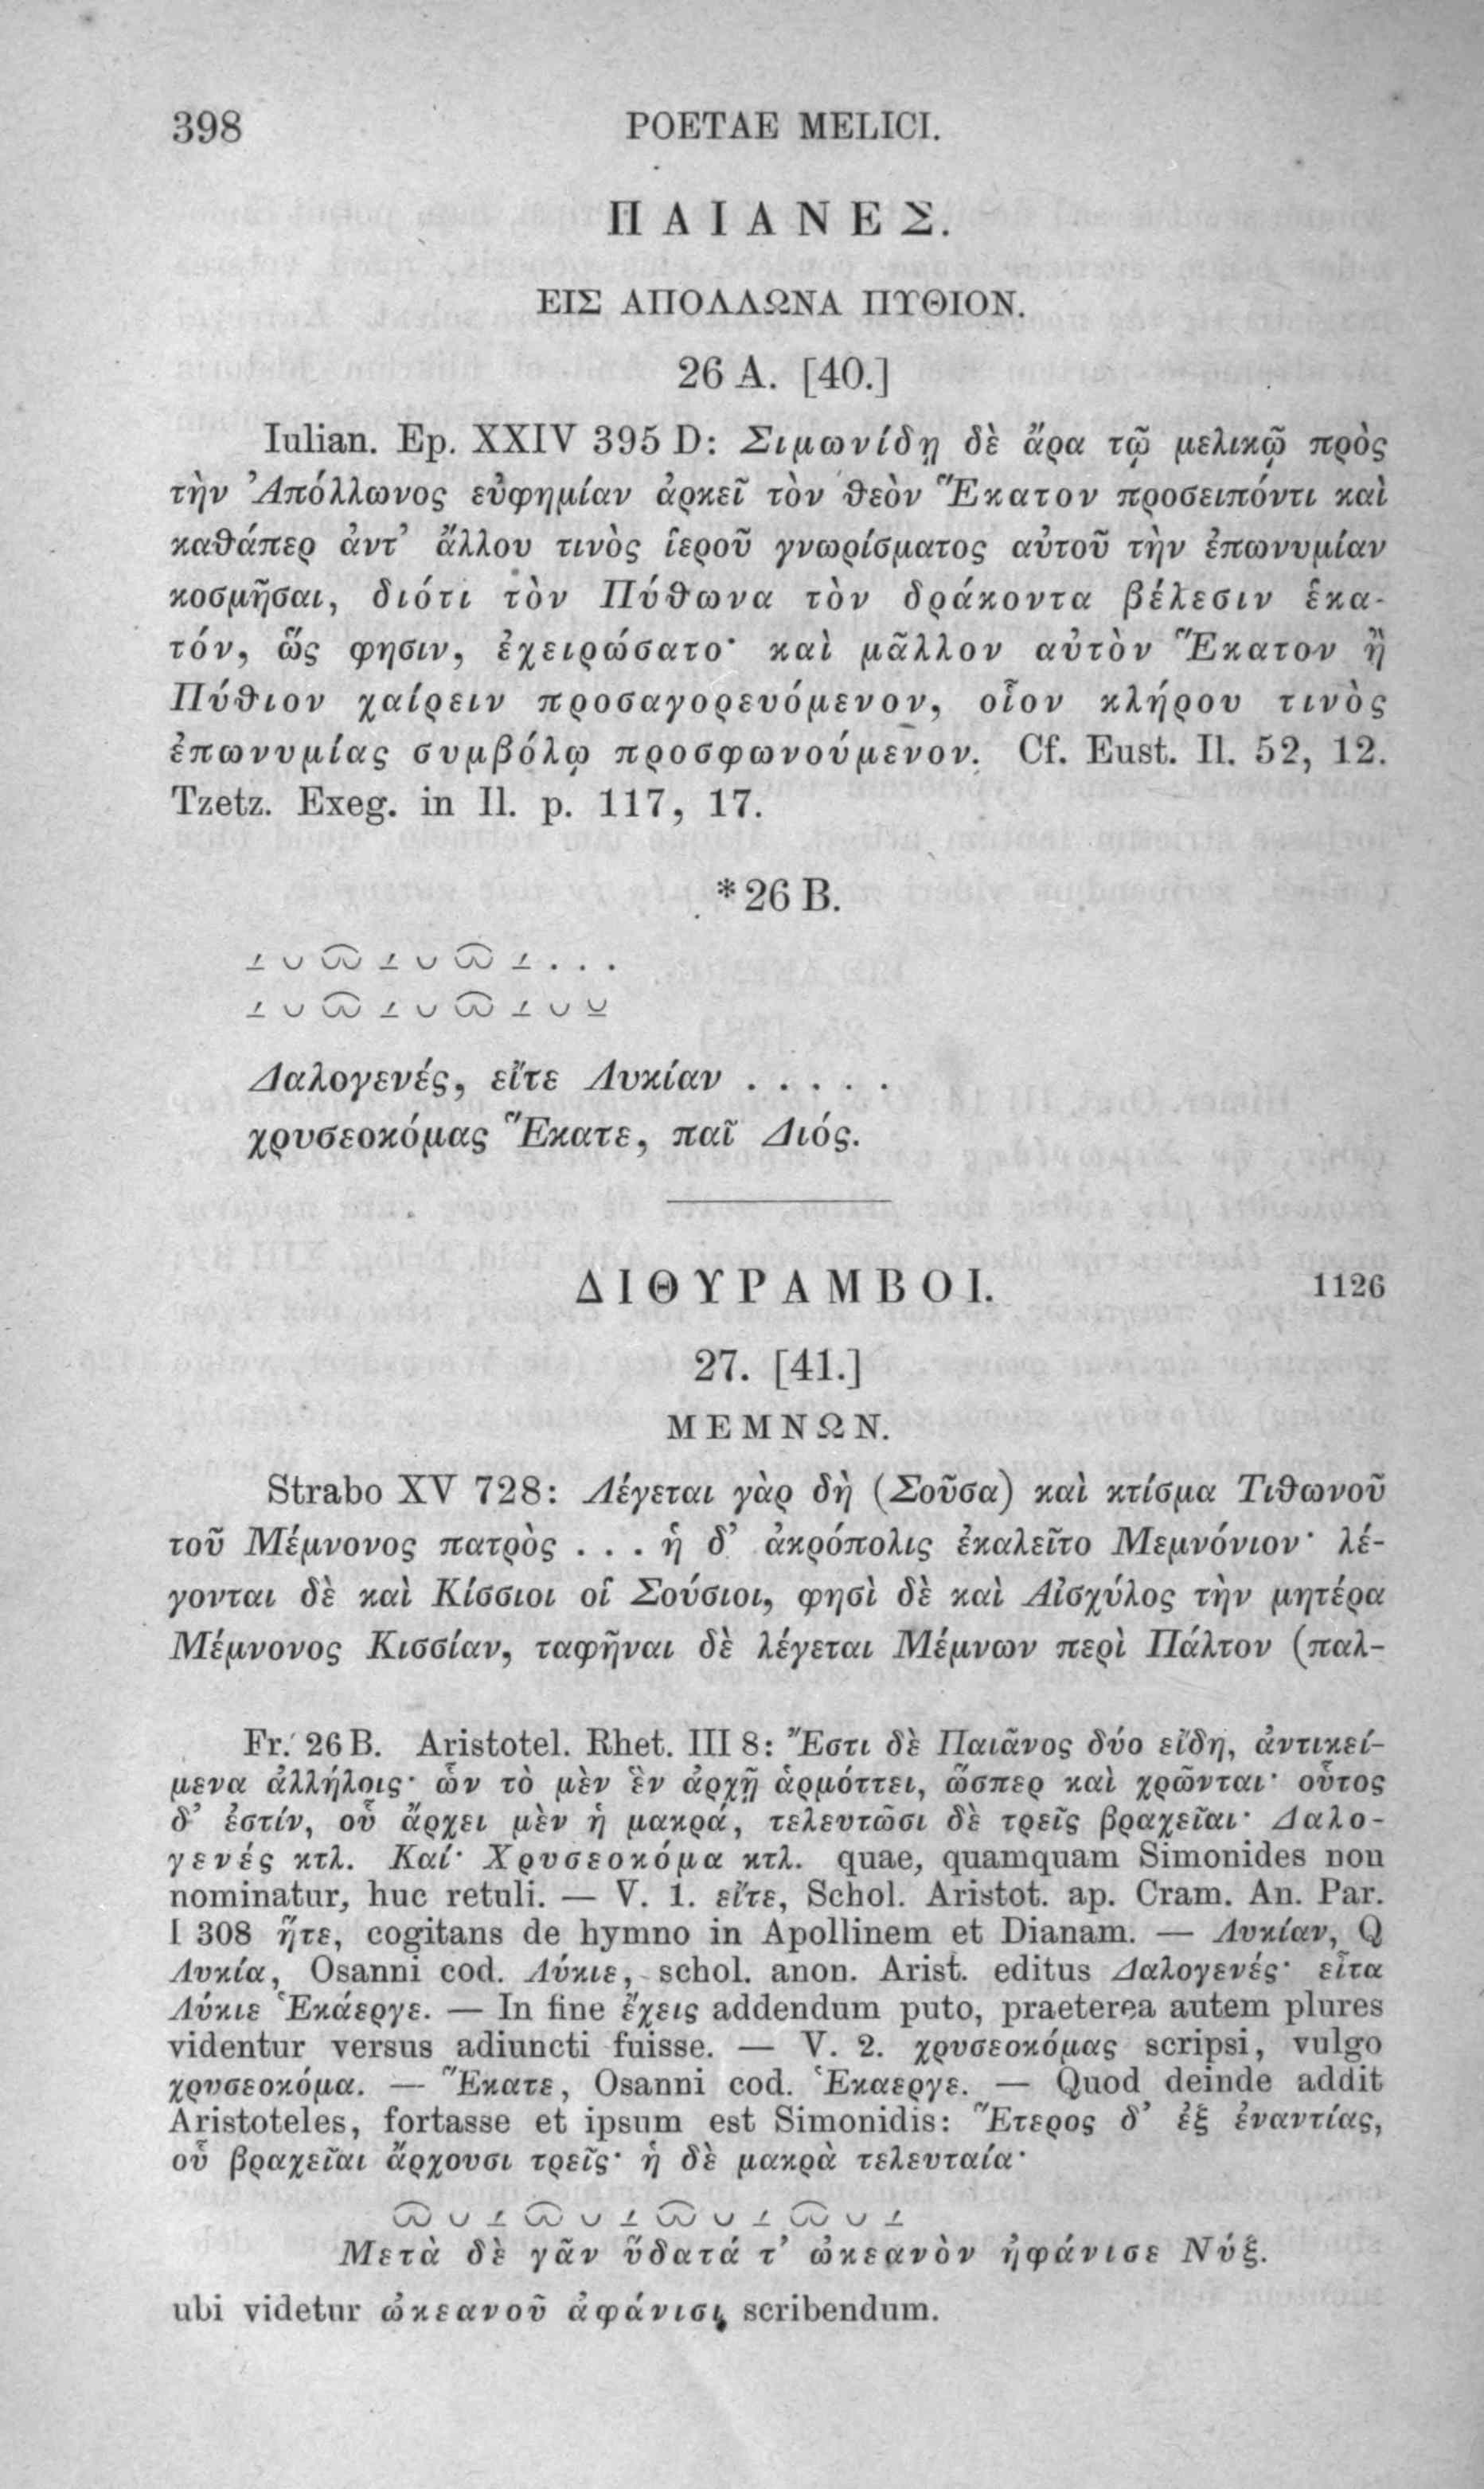 398
POETAE MELICI.
ΠΑΙΑΝΕΣ.
ΕΙΣ ΑΠΟΛΛΩΝΑ ΠΥΘΙΟΝ.
26 A. [40.]
Iulian. Ep. XXIV 395 D: Σιμωνίδῃ δὲ ἄρα τῷ μελικῷ πρὸς
τὴν Ἀπόλλωνος εὐφημίαν ἀρκεῖ τὸν θεὸν Ἕκατον προσειπόντι καὶ
καθάπερ ἀντ’ ἄλλου τινὸς ἱεροῦ γνωρίσματος αὐτοῦ τὴν ἐπωνυμίαν
κοσμῆσαι, διότι τὸν Πύθωνα τὸν δράκοντα βέλεσιν ἑκα-
τόν, ὥς φησιν, ἐχειρώσατο· καὶ μᾶλλον αὐτὸν Ἕκατον ἢ
Πύθιον χαίρειν προσαγορευόμενον, οἷον κλήρου τινὸς
ἐπωνυμίας συμβόλῳ προσφωνούμενον. Cf. Eust. Il. 52, 12.
Tzetz. Exeg. in Il. p. 117, 17.
*26 B.
Δαλογενές, εἴτε Λυκίαν . . . . .
χρυσεοκόμας Ἕκατε, παῖ Διός.
ΔΙΘΥΡΑΜΒΟΙ. 1126
27. [41.]
ΜΕΜΝΩΝ.
Strabo XV 728: Λέγεται γὰρ δὴ (Σοῦσα) καὶ κτίσμα Τιθωνοῦ
τοῦ Μέμνονος πατρὸς . . . ἡ δ’ ἀκρόπολις ἐκαλεῖτο Μεμνόνιον· λέ-
γονται δὲ καὶ Κίσσιοι οἱ Σούσιοι, φησὶ δὲ καὶ Αἰσχύλος τὴν μητέρα
Μέμνονος Κισσίαν, ταφῆναι δὲ λέγεται Μέμνων περὶ Πάλτον (παλ-
Fr. 26 B. Aristotel. Rhet. III 8: Ἔστι δὲ Παιᾶνος δύο εἴδη, ἀντικεί-
μενα ἀλλήλοις· ὧν τὸ μὲν ἓν ἀρχῇ ἁρμόττει, ὥσπερ καὶ χρῶνται· οὗτος
δ’ ἐστίν, οὗ ἄρχει μὲν ἡ μακρά, τελευτῶσι δὲ τρεῖς βραχεῖαι· Δαλο-
γενές κτλ. Καί· Χρυσεοκόμα κτλ. quae, quamquam Simonides non
nominatur, huc retuli. — V. 1. εἴτε, Schol. Aristot. ap. Cram. An. Par.
I 308 ἤτε, cogitans de hymno in Apollinem et Dianam. — Λυκίαν, Q
Λυκία, Osanni cod. Λύκιε, schol. anon. Arist. editus Δαλογενές· εἶτα
Λύκιε Ἑκάεργε. — In fine ἔχεις addendum puto, praeterea autem plures
videntur versus adiuncti fuisse. — V. 2. χρυσεοκόμας scripsi, vulgo
χρυσεοκόμα. — Ἕκατε, Osanni cod. Ἑκαεργε. — Quod deinde addit
Aristoteles, fortasse et ipsum est Simonidis: Ἕτερος δ’ ἐξ ἐναντίας,
οὗ βραχεῖαι ἄρχουσι τρεῖς· ἡ δὲ μακρὰ τελευταία·
Μετὰ δὲ γᾶν ὕδατά τ’ ὠκεανὸν ἠφάνισε Νύξ.
ubi videtur ὠκεανοῦ ἀφάνισε scribendum.